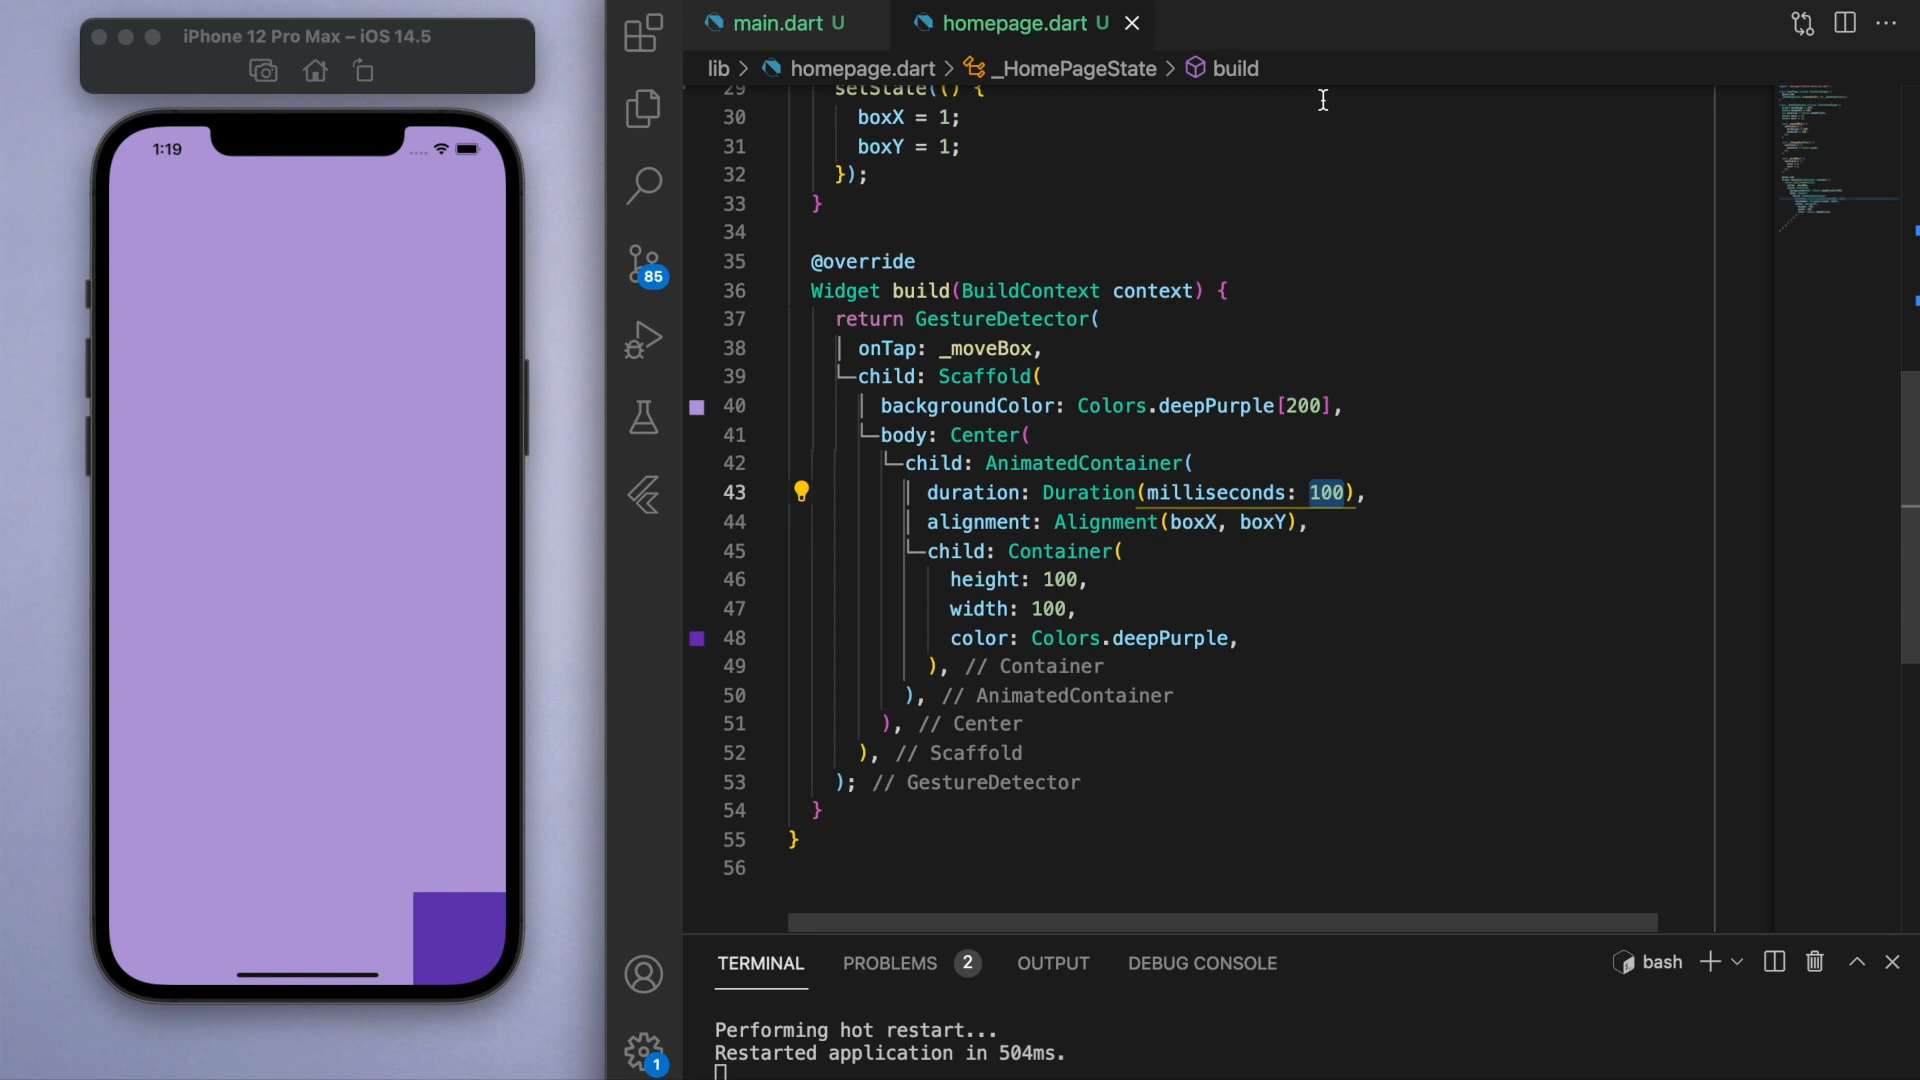 iPhone 12 Pro Max – iOS 14.5
1:19
main.dart U
homepage.dart U
lib > homepage.dart > _HomePageState > build
85
1
29 setState(() {
30 boxX = 1;
31 boxY = 1;
32 });
33 }
34
35 @override
36 Widget build(BuildContext context) {
37 return GestureDetector(
38 onTap: _moveBox,
39 child: Scaffold(
40 backgroundColor: Colors.deepPurple[200],
41 body: Center(
42 child: AnimatedContainer(
43 duration: Duration(milliseconds: 100),
44 alignment: Alignment(boxX, boxY),
45 child: Container(
46 height: 100,
47 width: 100,
48 color: Colors.deepPurple,
49 ), // Container
50 ), // AnimatedContainer
51 ), // Center
52 ), // Scaffold
53 ); // GestureDetector
54 }
55 }
56
TERMINAL PROBLEMS 2 OUTPUT DEBUG CONSOLE bash
Performing hot restart...
Restarted application in 504ms.